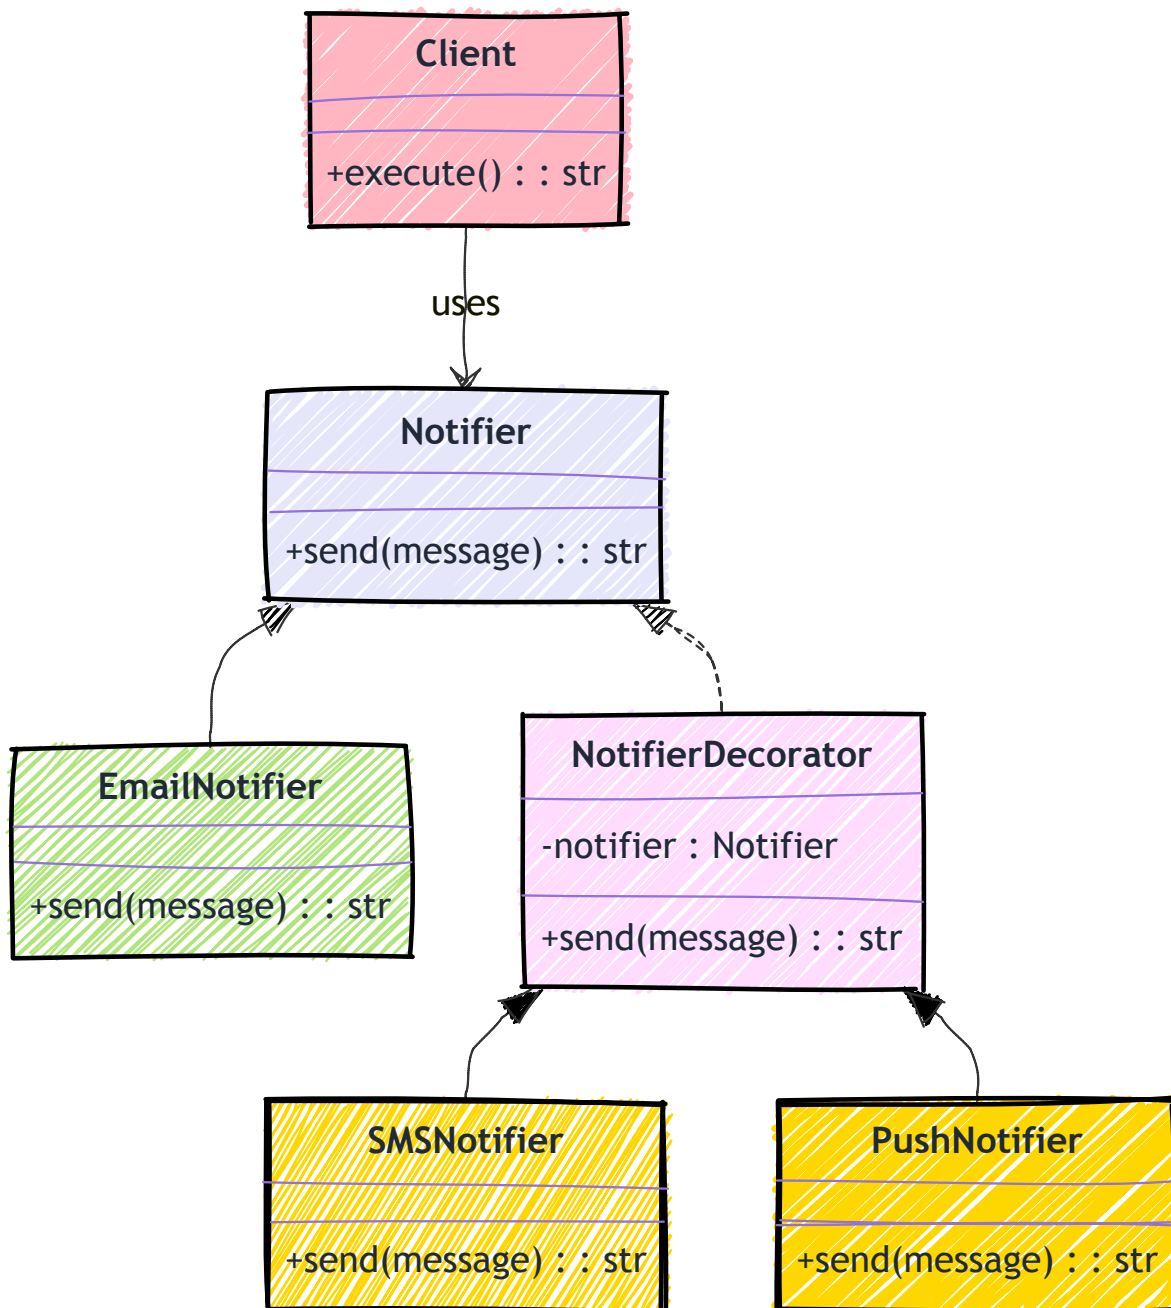 Client
+execute() : : str
uses
Notifier
+send(message) : : str
EmailNotifier
+send(message) : : str
NotifierDecorator
-notifier : Notifier
+send(message) : : str
SMSNotifier
+send(message) : : str
PushNotifier
+send(message) : : str